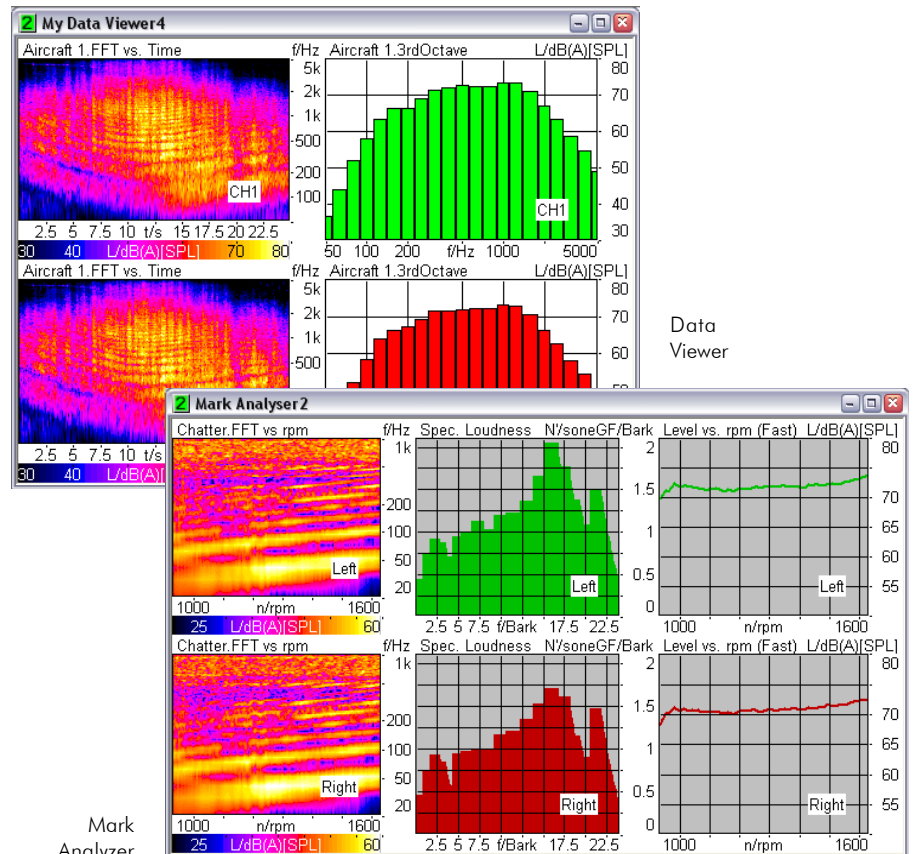 2 My Data Viewer4
Aircraft 1.FFT vs. Time f/Hz
5k
2k
1k
500
200
100
CH1
2.5 5 7.5 10 t/s 15 17.5 20 22.5
30 40 L/dB(A)[SPL] 70 80
Aircraft 1.3rdOctave L/dB(A)[SPL]
80
70
60
50
40
30
CH1
50 100 200 f/Hz 1000 5000
Aircraft 1.FFT vs. Time f/Hz
5k
2k
1k
500
2.5 5 7.5 10 t/s
30 40 L/dB(A)[
Aircraft 1.3rdOctave L/dB(A)[SPL]
80
70
60
Data
Viewer
2 Mark Analyser2
Chatter.FFT vs rpm f/Hz
1k
200
100
50
20
Left
1000 n/rpm 1600
25 L/dB(A)[SPL] 60
Spec. Loudness N'/soneGF/Bark
2
1.5
1
0.5
0
Left
2.5 5 7.5 f/Bark 17.5 22.5
Level vs. rpm (Fast) L/dB(A)[SPL]
80
70
65
60
55
Left
1000 n/rpm 1600
Chatter.FFT vs rpm f/Hz
1k
200
100
50
20
Right
1000 n/rpm 1600
25 L/dB(A)[SPL] 60
Spec. Loudness N'/soneGF/Bark
2
1.5
1
0.5
0
Right
2.5 5 7.5 f/Bark 17.5 22.5
Level vs. rpm (Fast) L/dB(A)[SPL]
80
70
65
60
55
Right
1000 n/rpm 1600
Mark
Analyzer